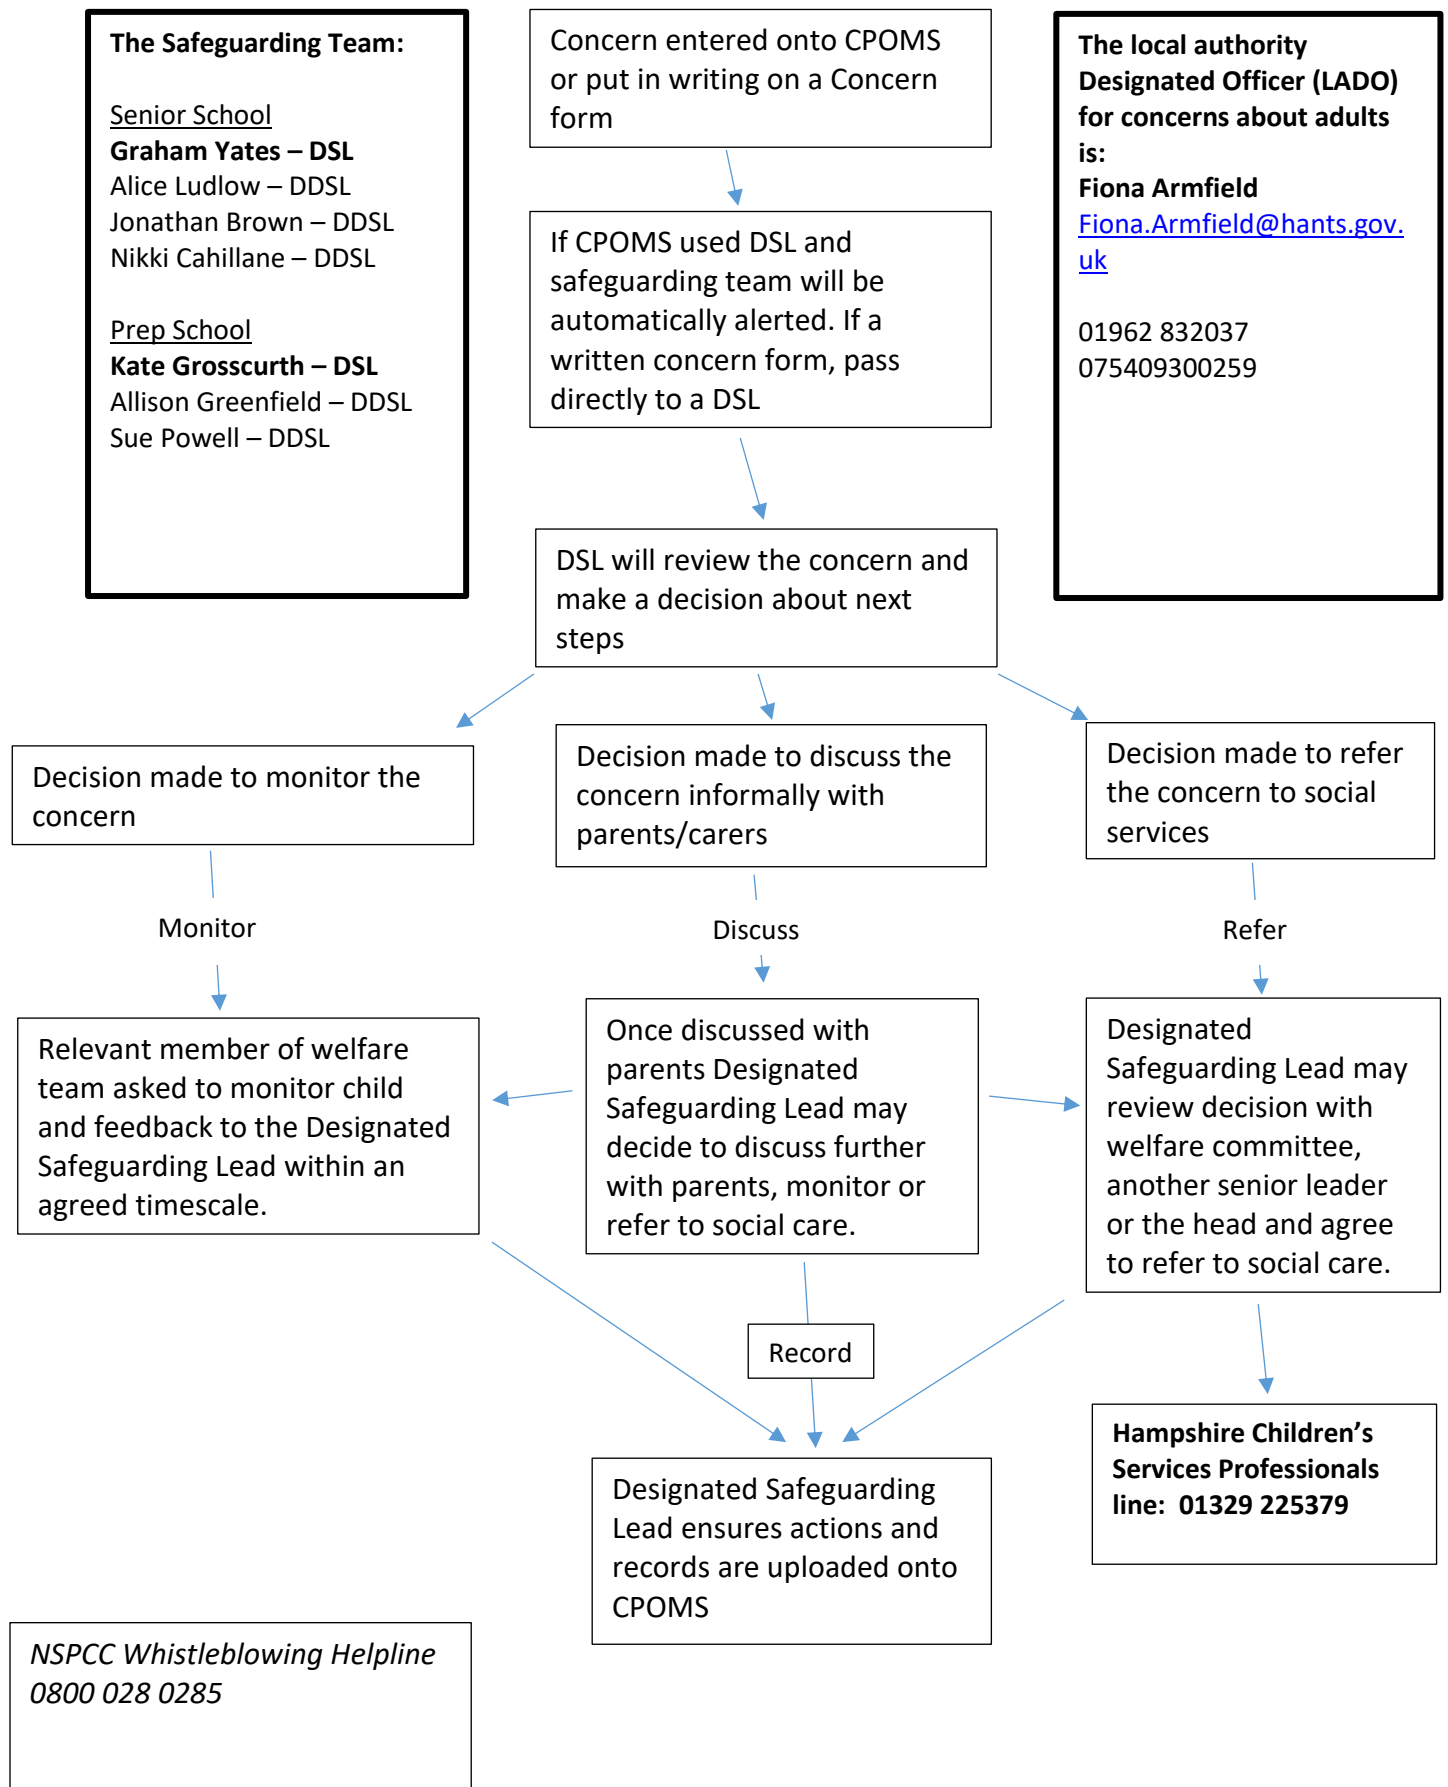 The Safeguarding Team:
Senior School
Graham Yates – DSL
Alice Ludlow – DDSL
Jonathan Brown – DDSL
Nikki Cahillane – DDSL
Prep School
Kate Grosscurth – DSL
Allison Greenfield – DDSL
Sue Powell – DDSL
Concern entered onto CPOMS
or put in writing on a Concern
form
The local authority
Designated Officer (LADO)
for concerns about adults
is:
Fiona Armfield
Fiona.Armfield@hants.gov.
uk
01962 832037
075409300259
If CPOMS used DSL and
safeguarding team will be
automatically alerted. If a
written concern form, pass
directly to a DSL
DSL will review the concern and
make a decision about next
steps
Decision made to monitor the
concern
Decision made to discuss the
concern informally with
parents/carers
Decision made to refer
the concern to social
services
Monitor
Discuss
Refer
Relevant member of welfare
team asked to monitor child
and feedback to the Designated
Safeguarding Lead within an
agreed timescale.
Once discussed with
parents Designated
Safeguarding Lead may
decide to discuss further
with parents, monitor or
refer to social care.
Designated
Safeguarding Lead may
review decision with
welfare committee,
another senior leader
or the head and agree
to refer to social care.
Record
Designated Safeguarding
Lead ensures actions and
records are uploaded onto
CPOMS
Hampshire Children’s
Services Professionals
line:  01329 225379
NSPCC Whistleblowing Helpline
0800 028 0285